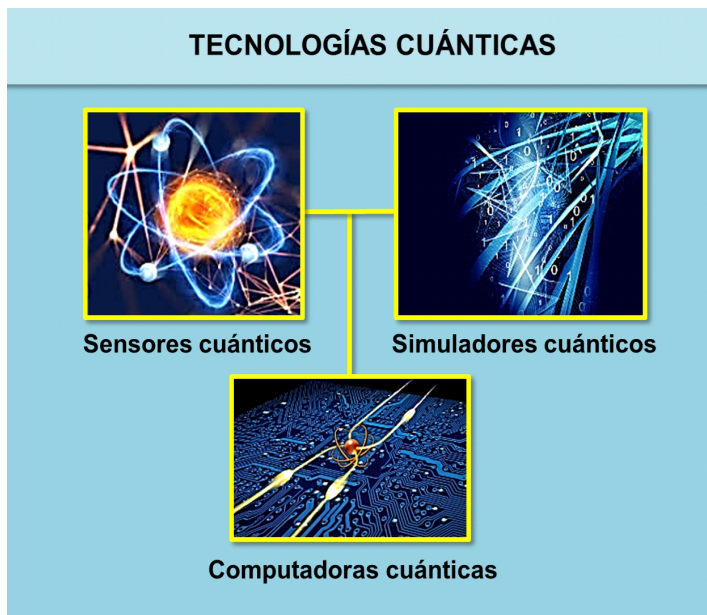 TECNOLOGÍAS CUÁNTICAS
Sensores cuánticos
Simuladores cuánticos
Computadoras cuánticas